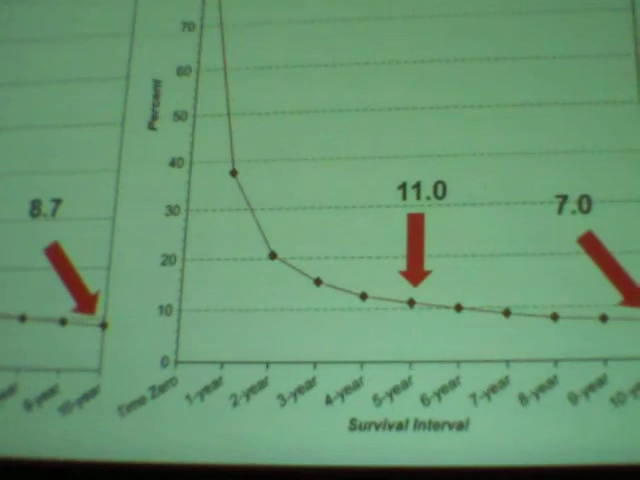 8.7
9-year
10-year
Percent
70
60
50
40
30
20
10
0
11.0
7.0
Time Zero
1-year
2-year
3-year
4-year
5-year
6-year
7-year
8-year
9-year
Survival Interval